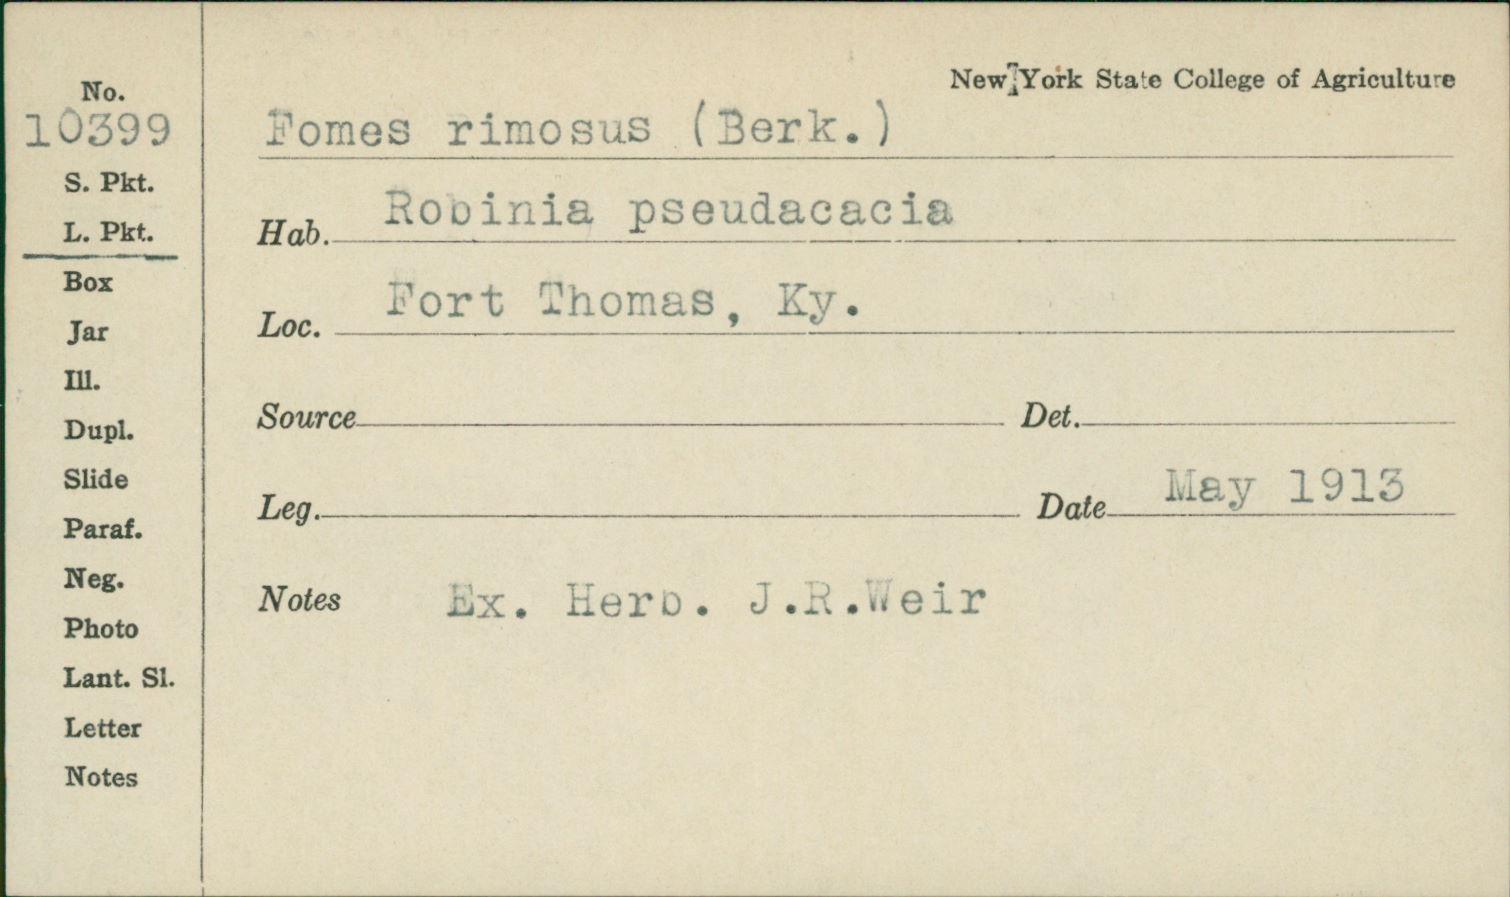 New York State College of Agriculture
No.
10399
S. Pkt.
L. Pkt.
Box
Jar
Ill.
Dupl.
Slide
Paraf.
Neg.
Photo
Lant. Sl.
Letter
Notes
Fomes rimosus (Berk.)
Hab. Robinia pseudacacia
Loc. Fort Thomas, Ky.
Source Det.
Leg. Date May 1913
Notes Ex. Herb. J.R.Weir